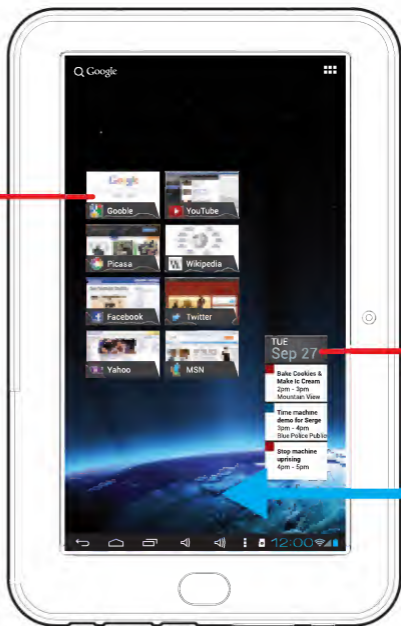 Google
Google
Gooble
YouTube
Picasa
Wikipedia
W
Facebook
Twitter
Yahoo
MSN
TUE
Sep 27
Bake Cookies &
Make Ic Cream
2pm - 3pm
Mountain View
Time machine
demo for Serge
3pm - 4pm
Blue Police Public
Stop machine
uprising
4pm - 5pm
12:00